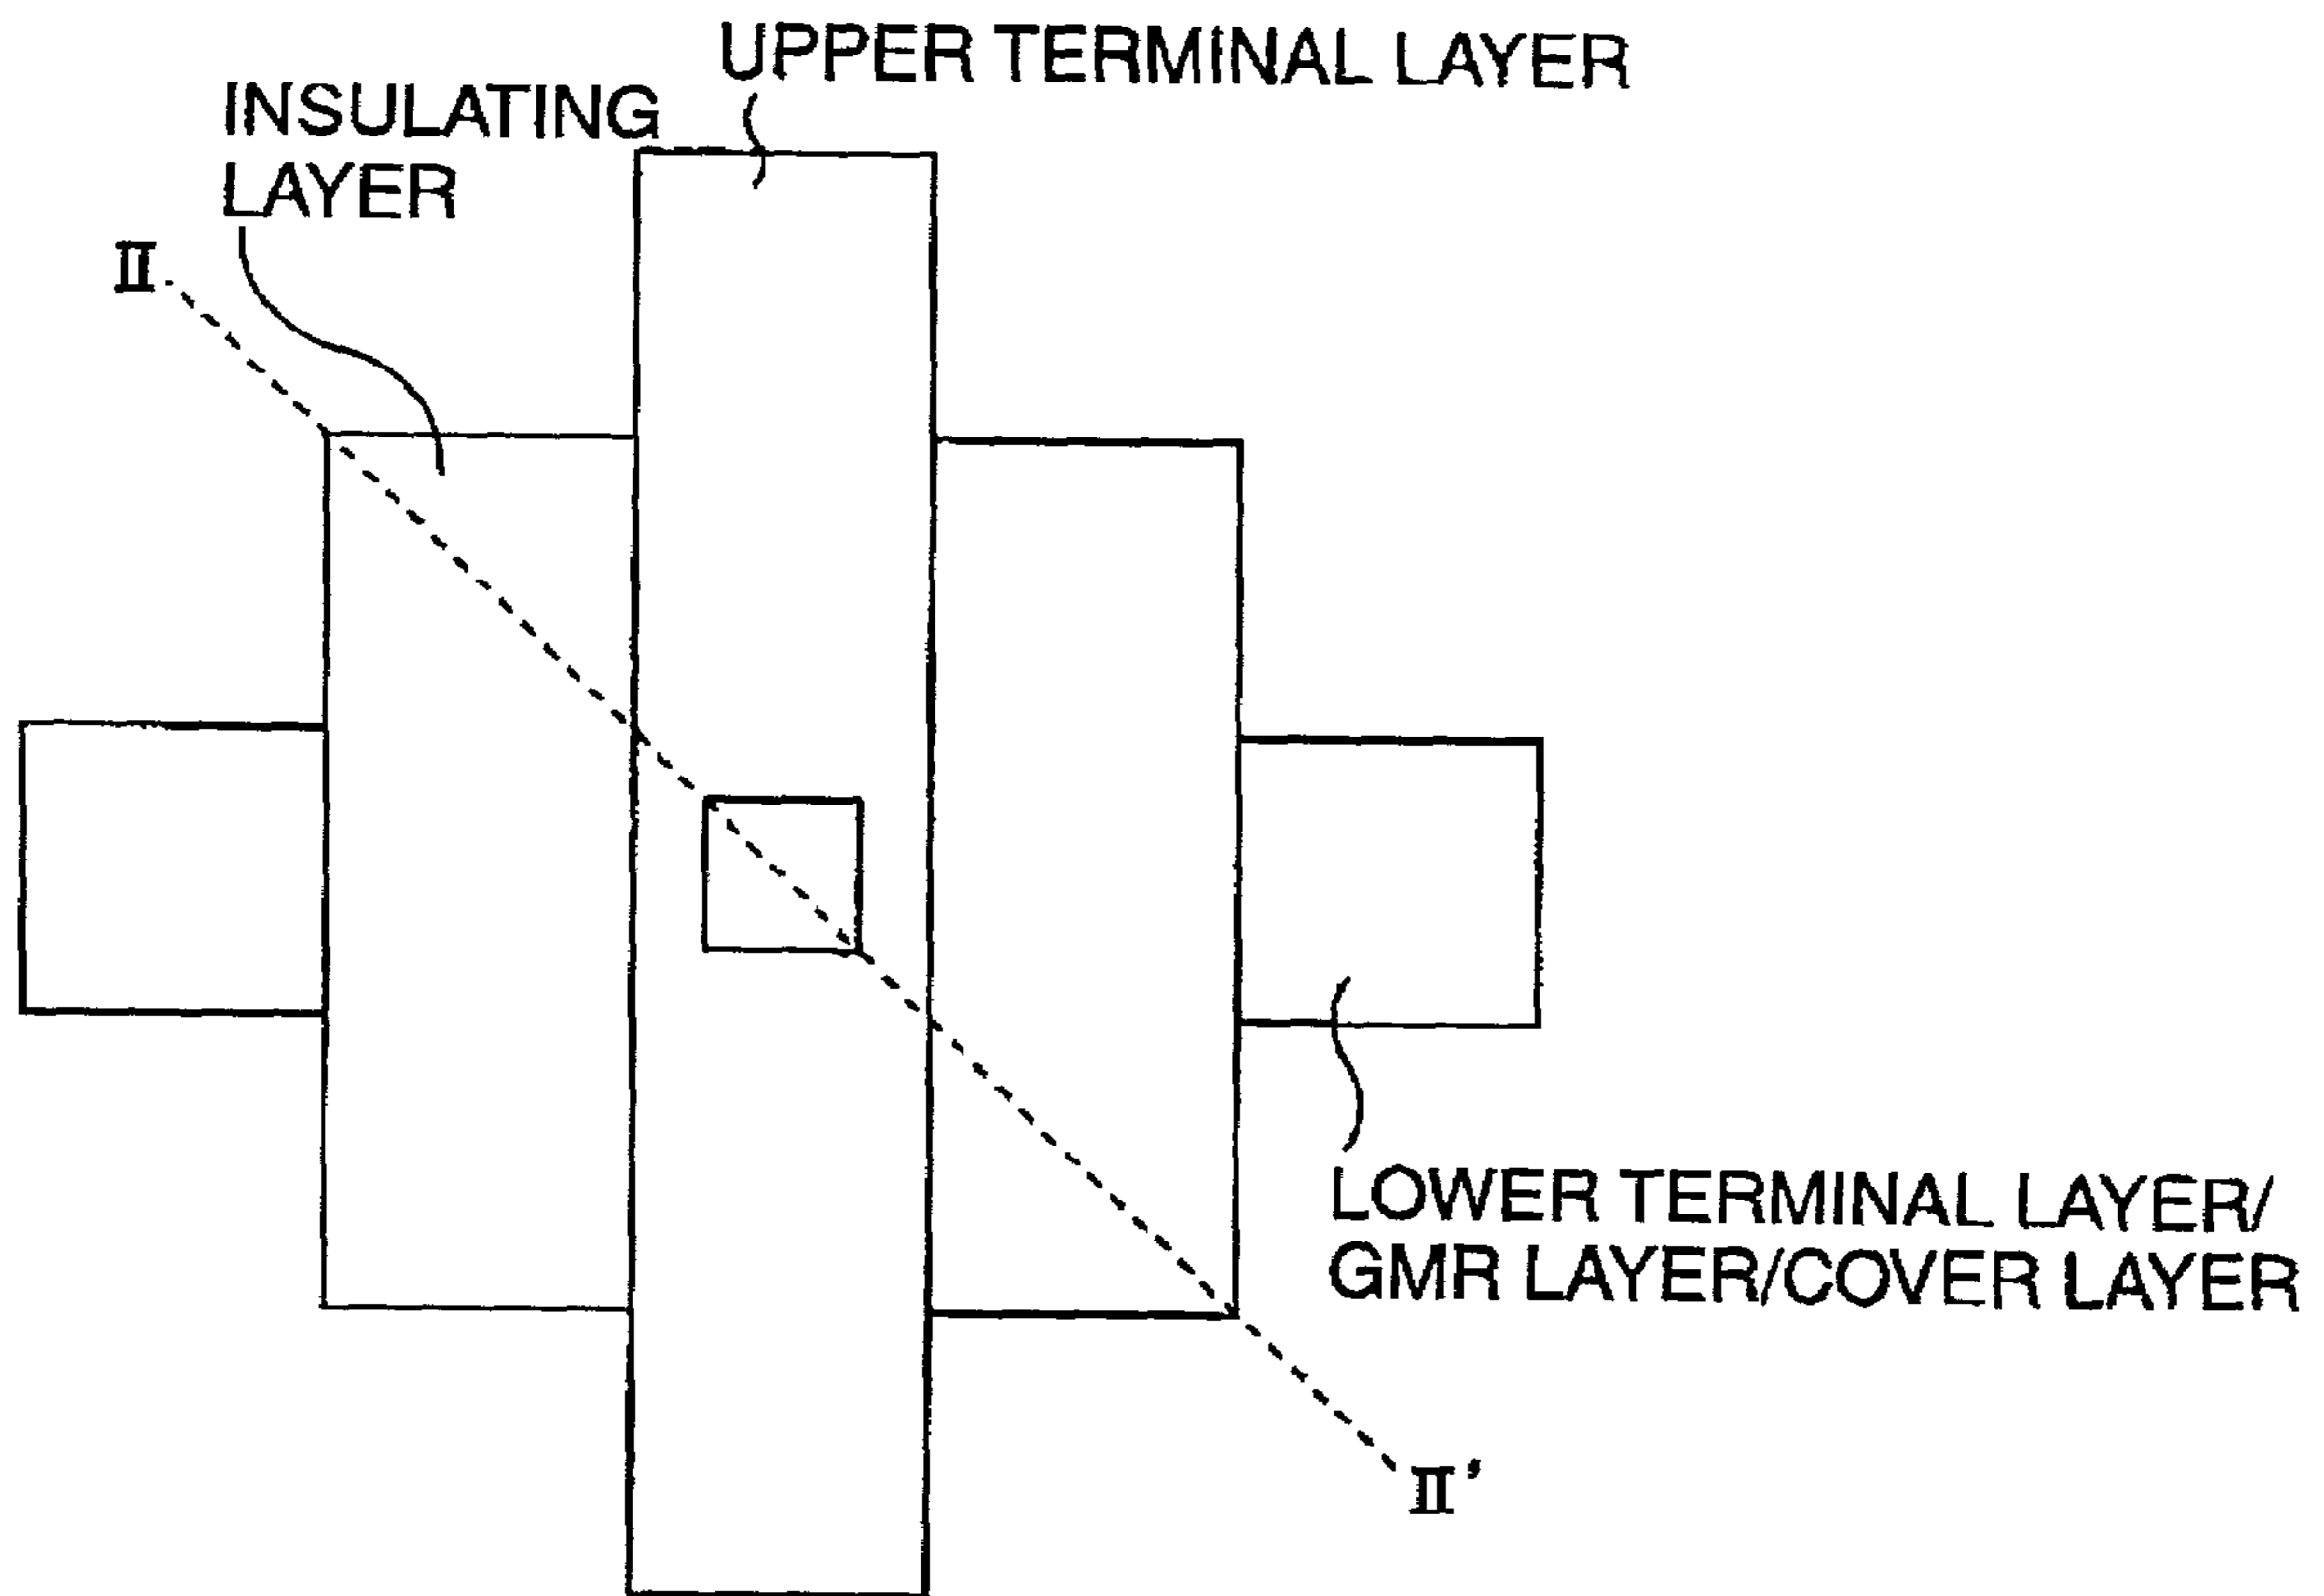 UPPER TERMINAL LAYER
INSULATING
LAYER
II
LOWER TERMINAL LAYER/
GMR LAYER/COVER LAYER
II'